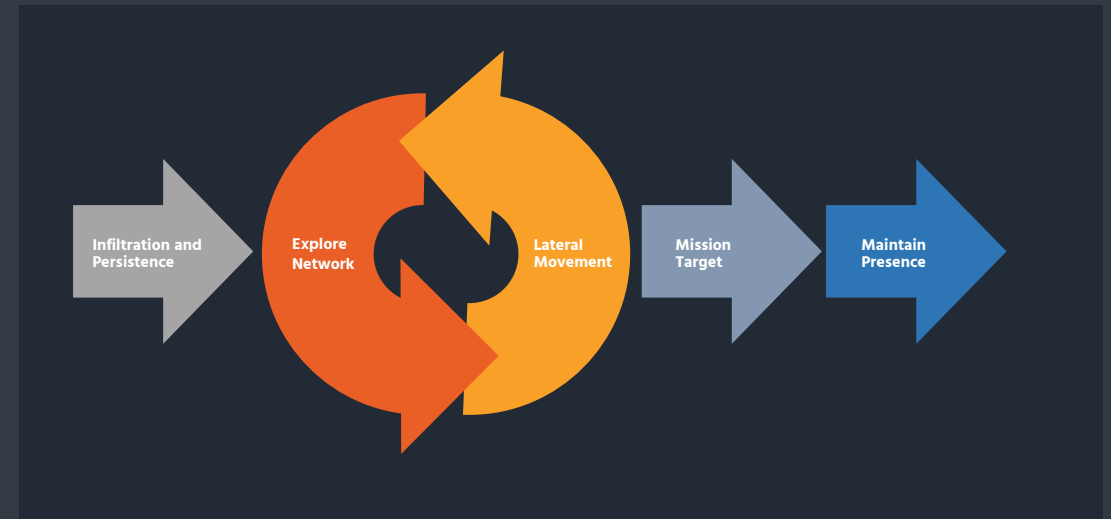 Infiltration and
Persistence
Explore
Network
Lateral
Movement
Mission
Target
Maintain
Presence